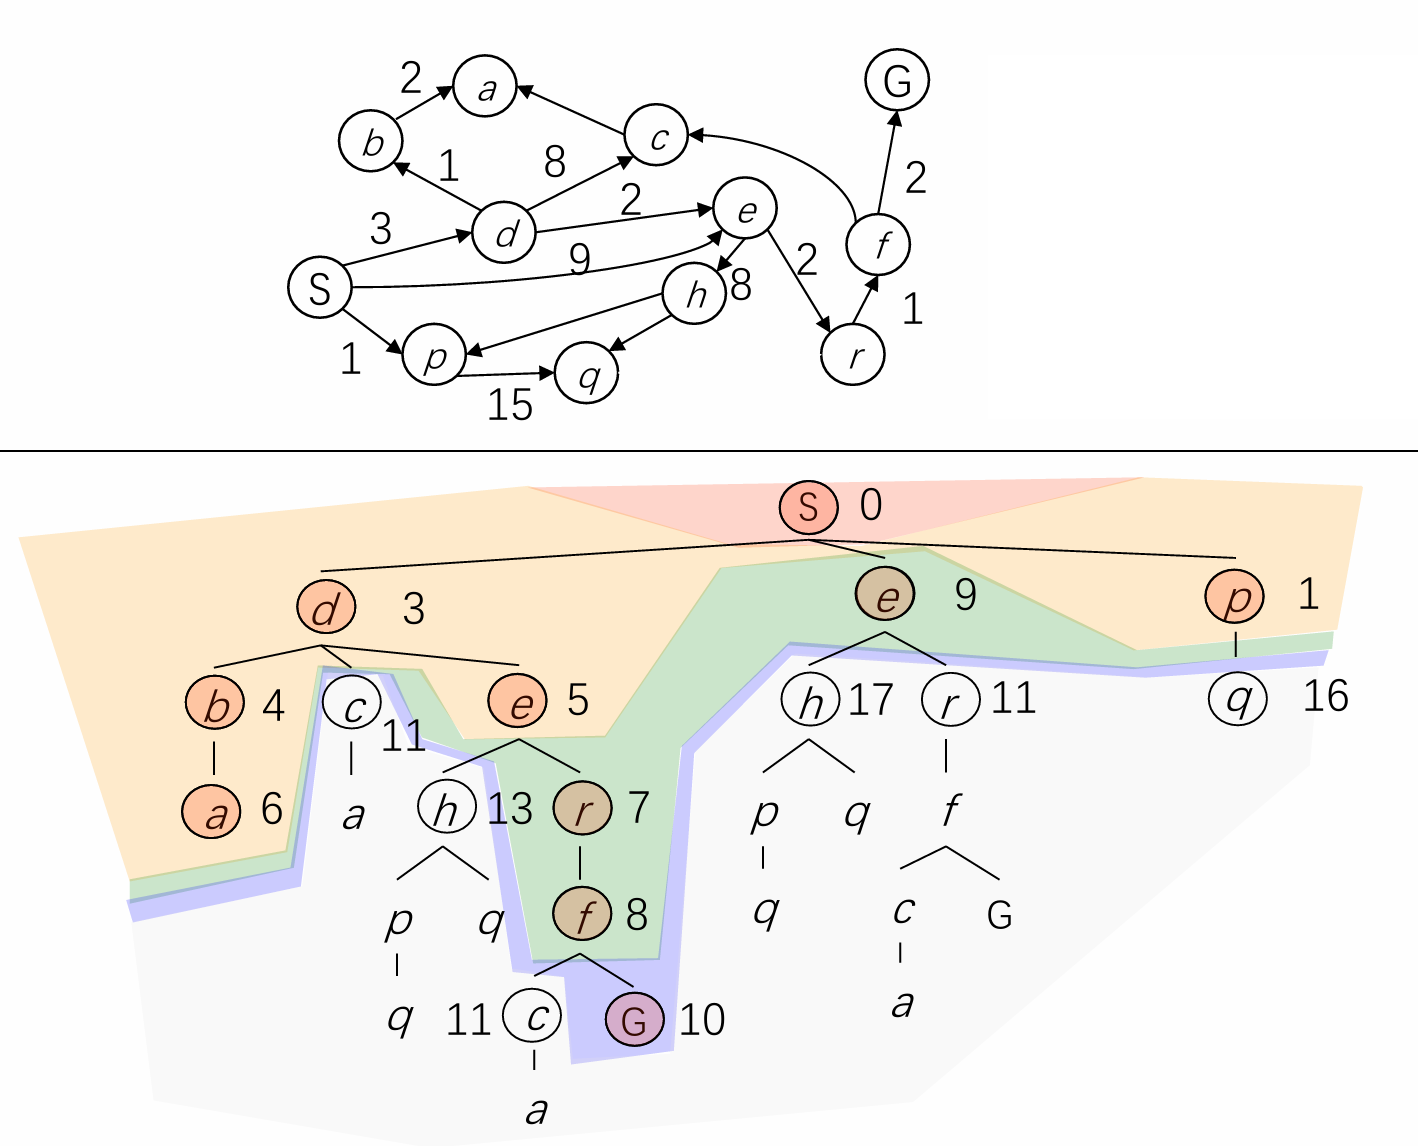 G
2 a
b c
1 8
2 2
d e
3 f
9 2
S h 8
1
1 p r
q
15
S 0
d 3 e 9 p 1
b 4 c 11 e 5 h 17 r 11 q 16
a 6 a h 13 r 7 p q f
p q f 8 q c G
q 11 c G 10 a
a